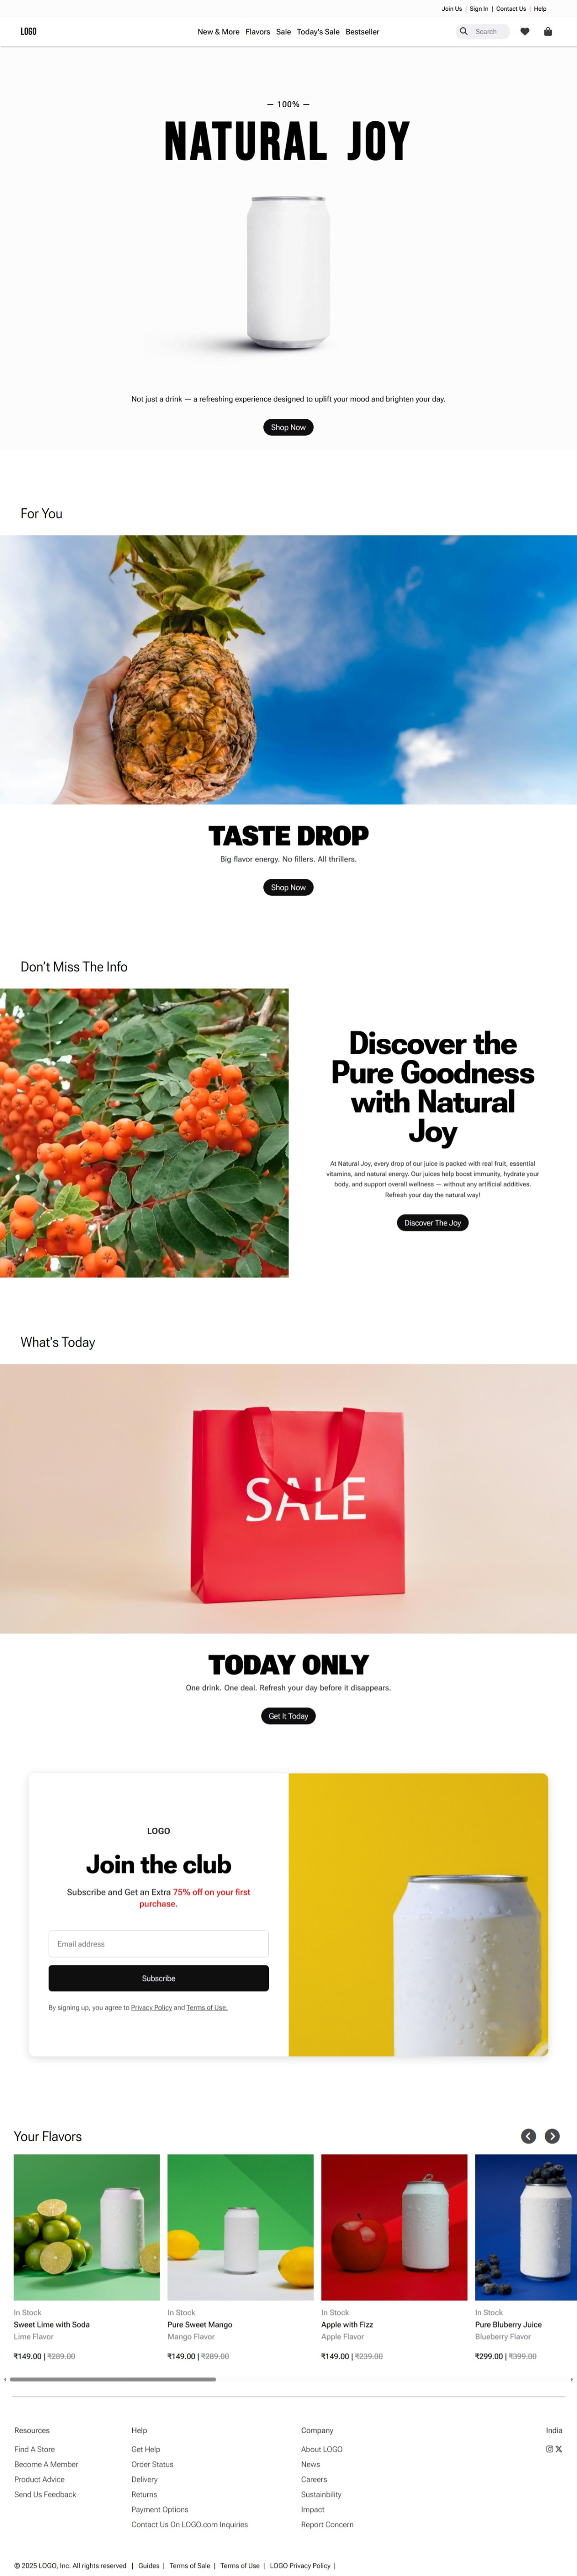 Join Us | Sign In | Contact Us | Help
LOGO
New & More Flavors Sale Today's Sale Bestseller
Search
— 100% —
NATURAL JOY
Not just a drink — a refreshing experience designed to uplift your mood and brighten your day.
Shop Now
For You
TASTE DROP
Big flavor energy. No fillers. All thrillers.
Shop Now
Don't Miss The Info
Discover the
Pure Goodness
with Natural
Joy
At Natural Joy, every drop of our juice is packed with real fruit, essential
vitamins, and natural energy. Our juices help boost immunity, hydrate your
body, and support overall wellness — without any artificial additives.
Refresh your day the natural way!
Discover The Joy
What's Today
SALE
TODAY ONLY
One drink. One deal. Refresh your day before it disappears.
Get It Today
LOGO
Join the club
Subscribe and Get an Extra 75% off on your first
purchase.
Email address
Subscribe
By signing up, you agree to Privacy Policy and Terms of Use.
Your Flavors
In Stock
Sweet Lime with Soda
Lime Flavor
₹149.00 | ₹289.00
In Stock
Pure Sweet Mango
Mango Flavor
₹149.00 | ₹289.00
In Stock
Apple with Fizz
Apple Flavor
₹149.00 | ₹239.00
In Stock
Pure Bluberry Juice
Blueberry Flavor
₹299.00 | ₹399.00
Resources
Find A Store
Become A Member
Product Advice
Send Us Feedback
Help
Get Help
Order Status
Delivery
Returns
Payment Options
Contact Us On LOGO.com Inquiries
Company
About LOGO
News
Careers
Sustainbility
Impact
Report Concern
India
© 2025 LOGO, Inc. All rights reserved | Guides | Terms of Sale | Terms of Use | LOGO Privacy Policy |